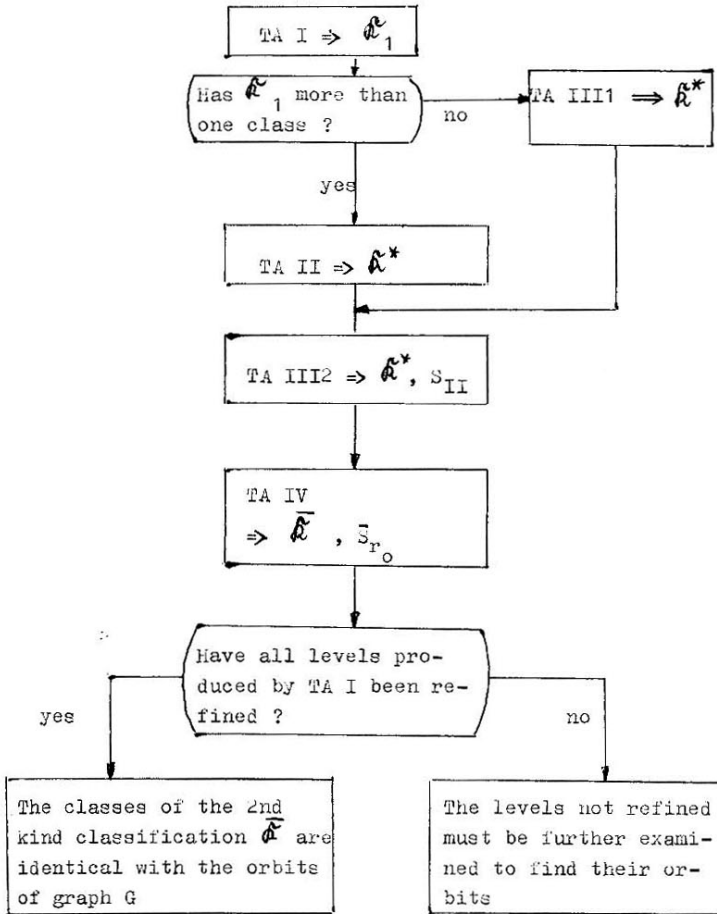 TA I ⇒ 𝕶̃₁
Has 𝕶̃₁ more than
one class ?
no
TA III1 ⟹ 𝕶̃*
yes
TA II ⇒ 𝕶̃*
TA III2 ⇒ 𝕶̃*, S_II
TA IV
⇒ 𝕶̄̃ , S̄_r₀
Have all levels pro-
duced by TA I been re-
fined ?
yes
no
The classes of the 2nd
kind classification 𝕶̄̃ are
identical with the orbits
of graph G
The levels not refined
must be further exami-
ned to find their or-
bits